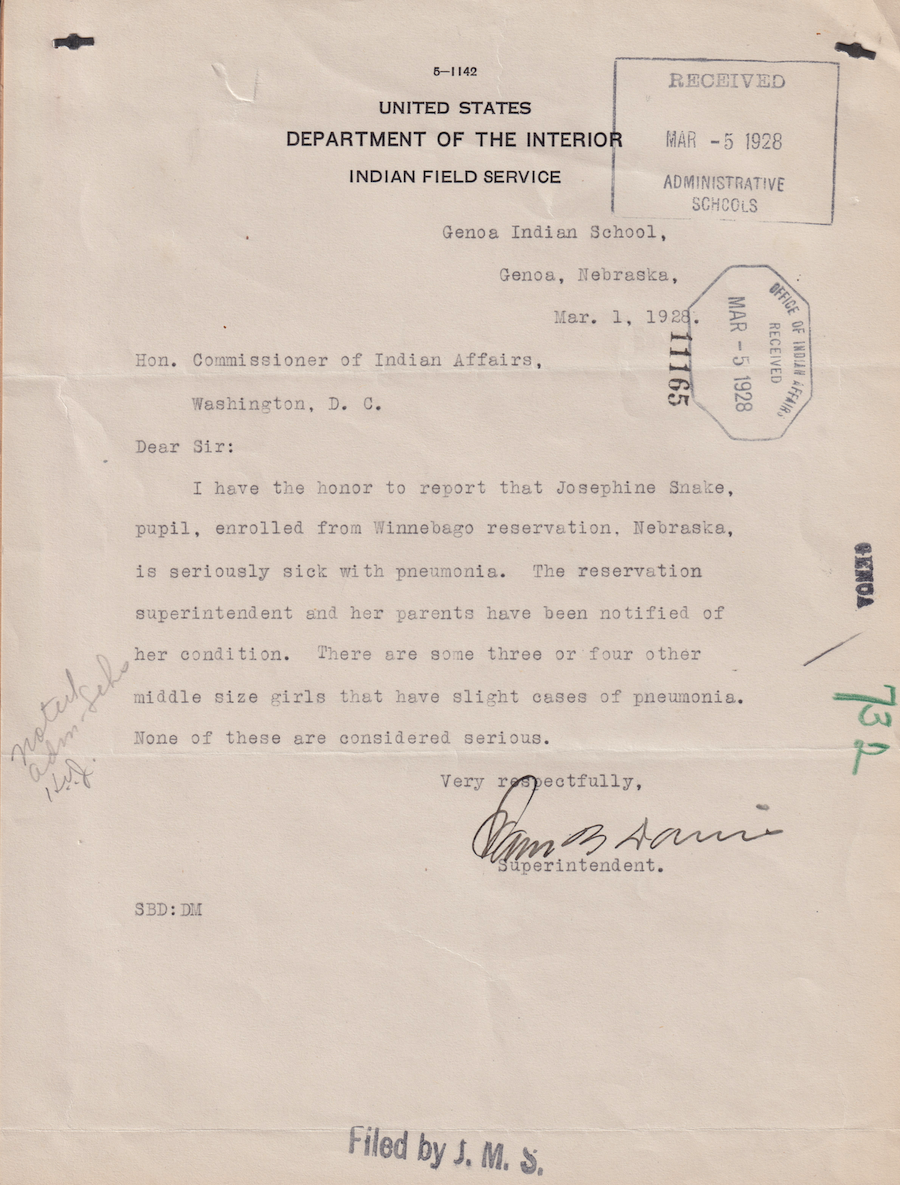 5—1142
UNITED STATES
DEPARTMENT OF THE INTERIOR
INDIAN FIELD SERVICE
RECEIVED
MAR - 5 1928
ADMINISTRATIVE
SCHOOLS
Genoa Indian School,
Genoa, Nebraska,
Mar. 1, 1928.
OFFICE OF INDIAN AFFAIRS
RECEIVED
MAR - 5 1928
11165
Hon. Commissioner of Indian Affairs,
Washington, D. C.
Dear Sir:
I have the honor to report that Josephine Snake,
pupil, enrolled from Winnebago reservation, Nebraska,
is seriously sick with pneumonia. The reservation
superintendent and her parents have been notified of
her condition. There are some three or four other
middle size girls that have slight cases of pneumonia.
None of these are considered serious.
GENOA
/
732
Noted
Adm. Schs
Very respectfully,
Sam B Davis
Superintendent.
SBD:DM
Filed by J. M. S.